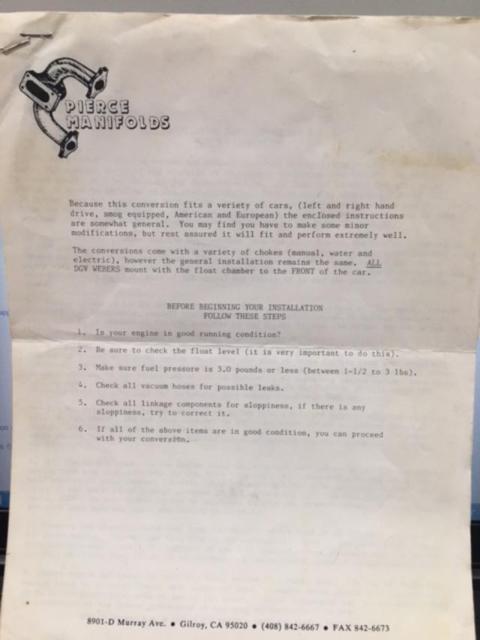 PIERCE
MANIFOLDS
Because this conversion fits a variety of cars, (left and right hand
drive, smog equipped, American and European) the enclosed instructions
are somewhat general. You may find you have to make some minor
modifications, but rest assured it will fit and perform extremely well.
The conversions come with a variety of chokes (manual, water and
electric), however the general installation remains the same. ALL
DGV WEBERS mount with the float chamber to the FRONT of the car.
BEFORE BEGINNING YOUR INSTALLATION
FOLLOW THESE STEPS
1. Is your engine in good running condition?
2. Be sure to check the float level (it is very important to do this).
3. Make sure fuel pressure is 3.0 pounds or less (between 1-1/2 to 3 lbs).
4. Check all vacuum hoses for possible leaks.
5. Check all linkage components for sloppiness, if there is any
sloppiness, try to correct it.
6. If all of the above items are in good condition, you can proceed
with your conversion.
8901-D Murray Ave. • Gilroy, CA 95020 • (408) 842-6667 • FAX 842-6673